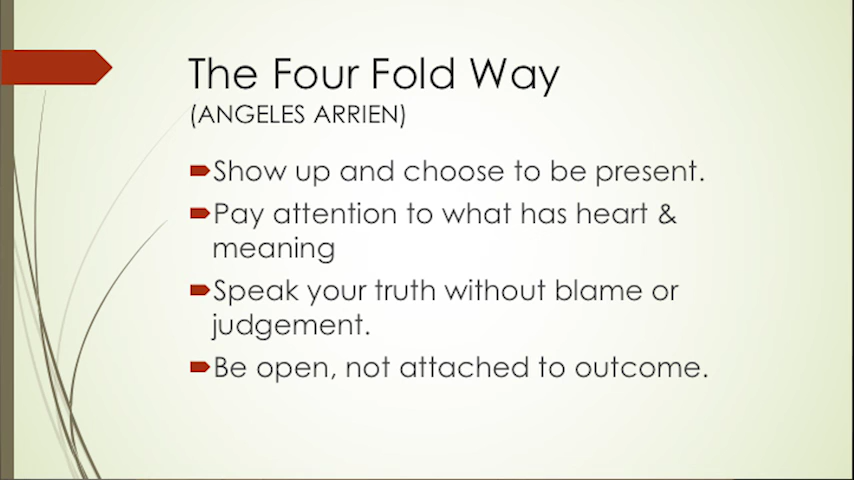 The Four Fold Way
(ANGELES ARRIEN)
Show up and choose to be present.
Pay attention to what has heart &
meaning
Speak your truth without blame or
judgement.
Be open, not attached to outcome.